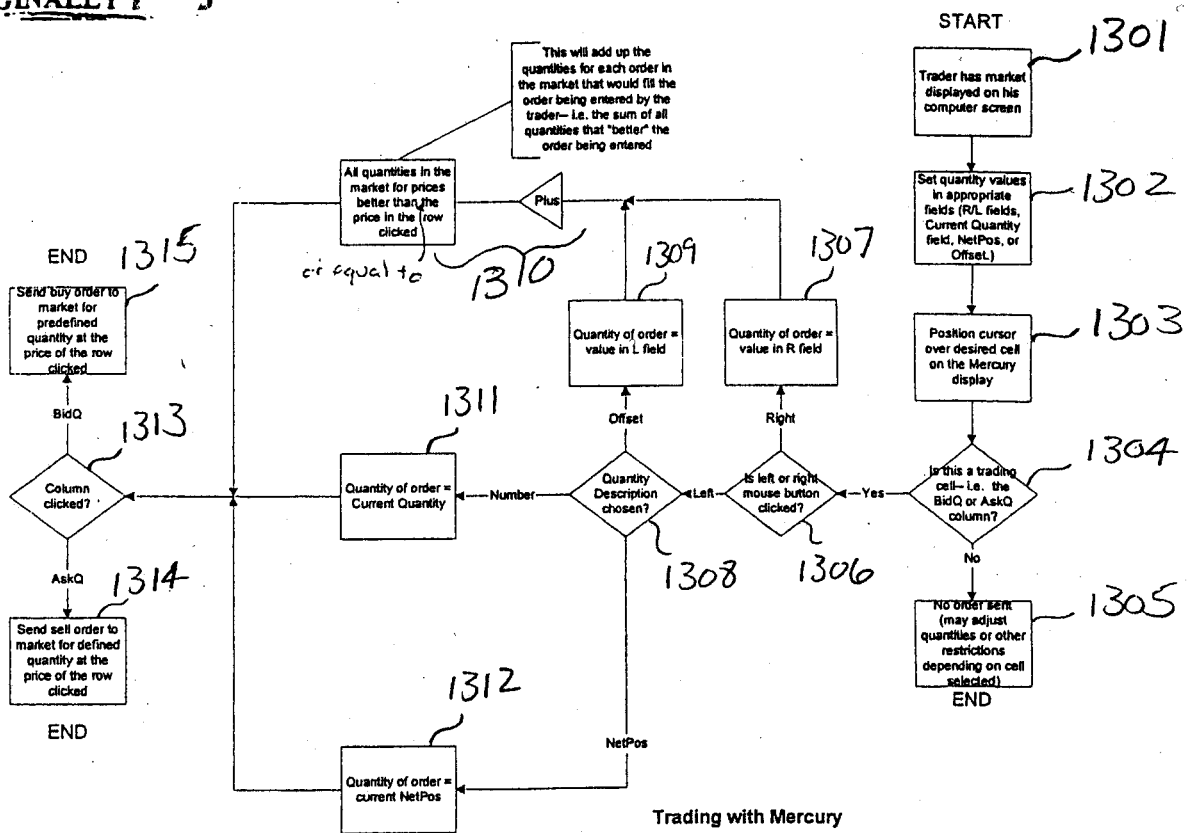 START
1301
Trader has market
displayed on his
computer screen
Set quantity values
in appropriate
fields (R/L fields,
Current Quantity
field, NetPos, or
Offset.)
1302
Position cursor
over desired cell
on the Mercury
display
1303
Is this a trading
cell– i.e. the
BidQ or AskQ
column?
1304
No
No order sent
(may adjust
quantities or other
restrictions
depending on cell
selected)
1305
END
Yes
Is left or right
mouse button
clicked?
1306
Right
Quantity of order =
value in R field
1307
Left
Quantity
Description
chosen?
1308
Offset
Quantity of order =
value in L field
1309
Plus
1310
All quantities in the
market for prices
better than the
price in the row
clicked
or equal to
This will add up the
quantities for each order in
the market that would fill the
order being entered by the
trader– i.e. the sum of all
quantities that "better" the
order being entered
Number
Quantity of order =
Current Quantity
1311
NetPos
Quantity of order =
current NetPos
1312
Column
clicked?
1313
BidQ
END
1315
Send buy order to
market for
predefined
quantity at the
price of the row
clicked
AskQ
1314
Send sell order to
market for defined
quantity at the
price of the row
clicked
END
Trading with Mercury